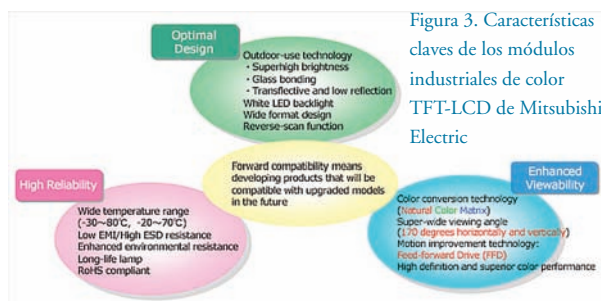 Optimal
Design
Outdoor-use technology
・Superhigh brightness
・Glass bonding
・Transflective and low reflection
White LED backlight
Wide format design
Reverse-scan function
Figura 3. Características
claves de los módulos
industriales de color
TFT-LCD de Mitsubishi
Electric
Forward compatibility means
developing products that will be
compatible with upgraded models
in the future
High Reliability
Wide temperature range
(-30~80℃, -20~70℃)
Low EMI/High ESD resistance
Enhanced environmental resistance
Long-life lamp
RoHS compliant
Enhanced
Viewability
Color conversion technology
(Natural Color Matrix)
Super-wide viewing angle
(170 degrees horizontally and vertically)
Motion improvement technology:
Feed-forward Drive (FFD)
High definition and superior color performance